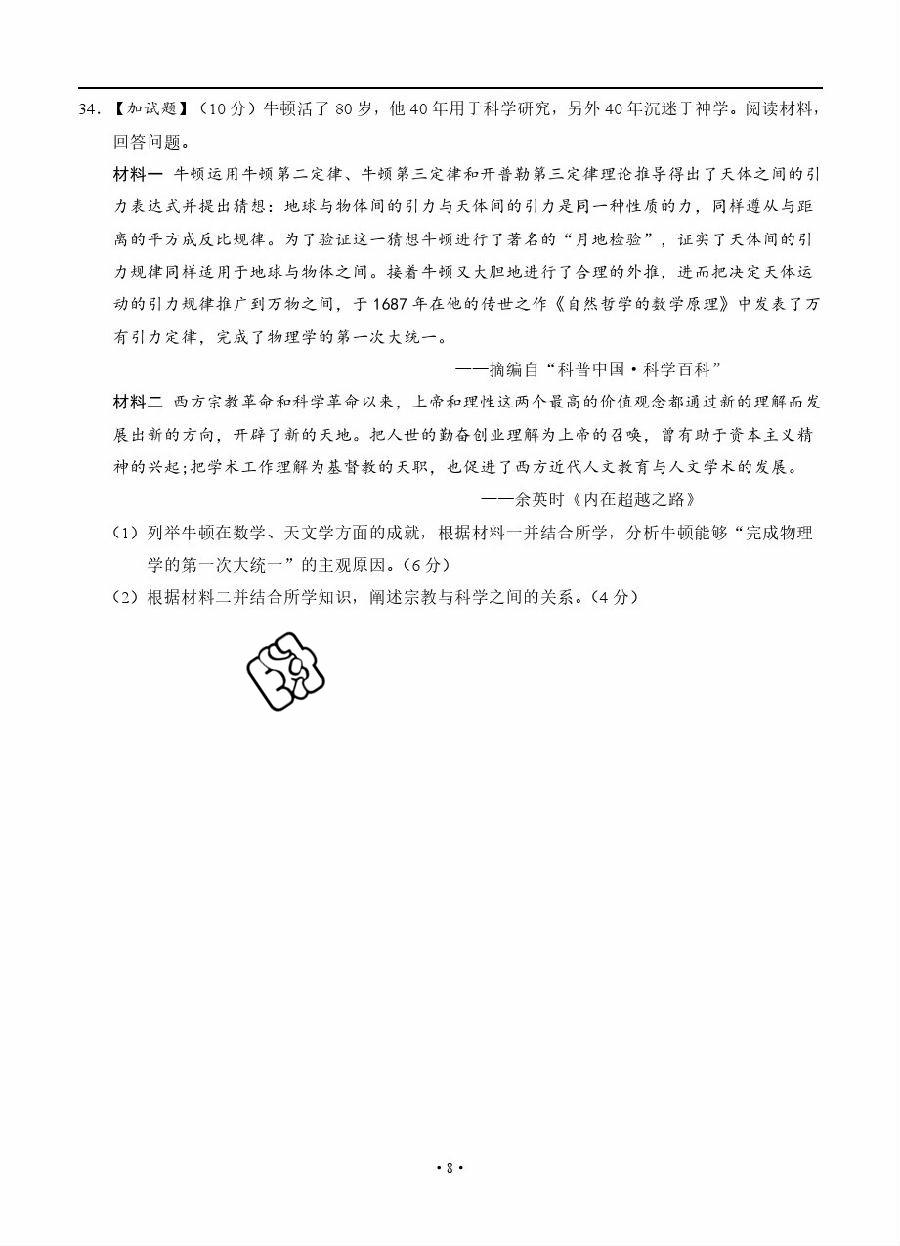 34．【加试题】（10 分）牛顿活了 80 岁，他 40 年用于科学研究，另外 40 年沉迷于神学。阅读材料，
回答问题。
材料一 牛顿运用牛顿第二定律、牛顿第三定律和开普勒第三定律理论推导得出了天体之间的引
力表达式并提出猜想：地球与物体间的引力与天体间的引力是同一种性质的力，同样遵从与距
离的平方成反比规律。为了验证这一猜想牛顿进行了著名的“月地检验”，证实了天体间的引
力规律同样适用于地球与物体之间。接着牛顿又大胆地进行了合理的外推，进而把决定天体运
动的引力规律推广到万物之间，于 1687 年在他的传世之作《自然哲学的数学原理》中发表了万
有引力定律，完成了物理学的第一次大统一。
——摘编自“科普中国·科学百科”
材料二 西方宗教革命和科学革命以来，上帝和理性这两个最高的价值观念都通过新的理解而发
展出新的方向，开辟了新的天地。把人世的勤奋创业理解为上帝的召唤，曾有助于资本主义精
神的兴起;把学术工作理解为基督教的天职，也促进了西方近代人文教育与人文学术的发展。
——余英时《内在超越之路》
（1）列举牛顿在数学、天文学方面的成就，根据材料一并结合所学，分析牛顿能够“完成物理
学的第一次大统一”的主观原因。（6 分）
（2）根据材料二并结合所学知识，阐述宗教与科学之间的关系。（4 分）
·8·